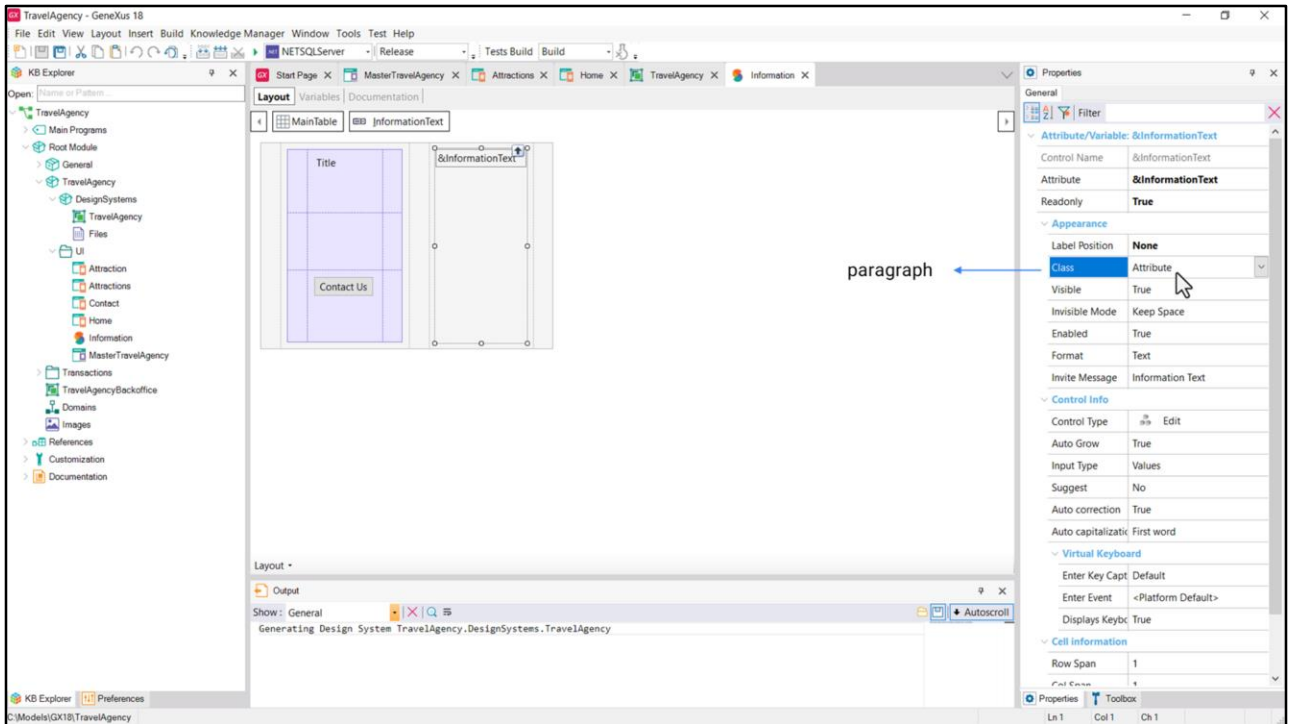 TravelAgency - GeneXus 18
File Edit View Layout Insert Build Knowledge Manager Window Tools Test Help
NETSQLServer Release Tests Build Build
KB Explorer
Open: Name or Pattern...
TravelAgency
Main Programs
Root Module
General
TravelAgency
DesignSystems
TravelAgency
Files
UI
Attraction
Attractions
Contact
Home
Information
MasterTravelAgency
Transactions
TravelAgencyBackoffice
Domains
Images
References
Customization
Documentation
KB Explorer Preferences
Start Page MasterTravelAgency Attractions Home TravelAgency Information
Layout Variables Documentation
MainTable InformationText
Title
&InformationText
Contact Us
paragraph
Layout
Output
Show: General
Autoscroll
Generating Design System TravelAgency.DesignSystems.TravelAgency
Properties
General
Filter
Attribute/Variable: &InformationText
Control Name &InformationText
Attribute &InformationText
Readonly True
Appearance
Label Position None
Class Attribute
Visible True
Invisible Mode Keep Space
Enabled True
Format Text
Invite Message Information Text
Control Info
Control Type Edit
Auto Grow True
Input Type Values
Suggest No
Auto correction True
Auto capitalizatic First word
Virtual Keyboard
Enter Key Capt Default
Enter Event <Platform Default>
Displays Keybc True
Cell information
Row Span 1
Col Span 1
Properties Toolbox
C:\Models\GX18\TravelAgency
Ln 1 Col 1 Ch 1